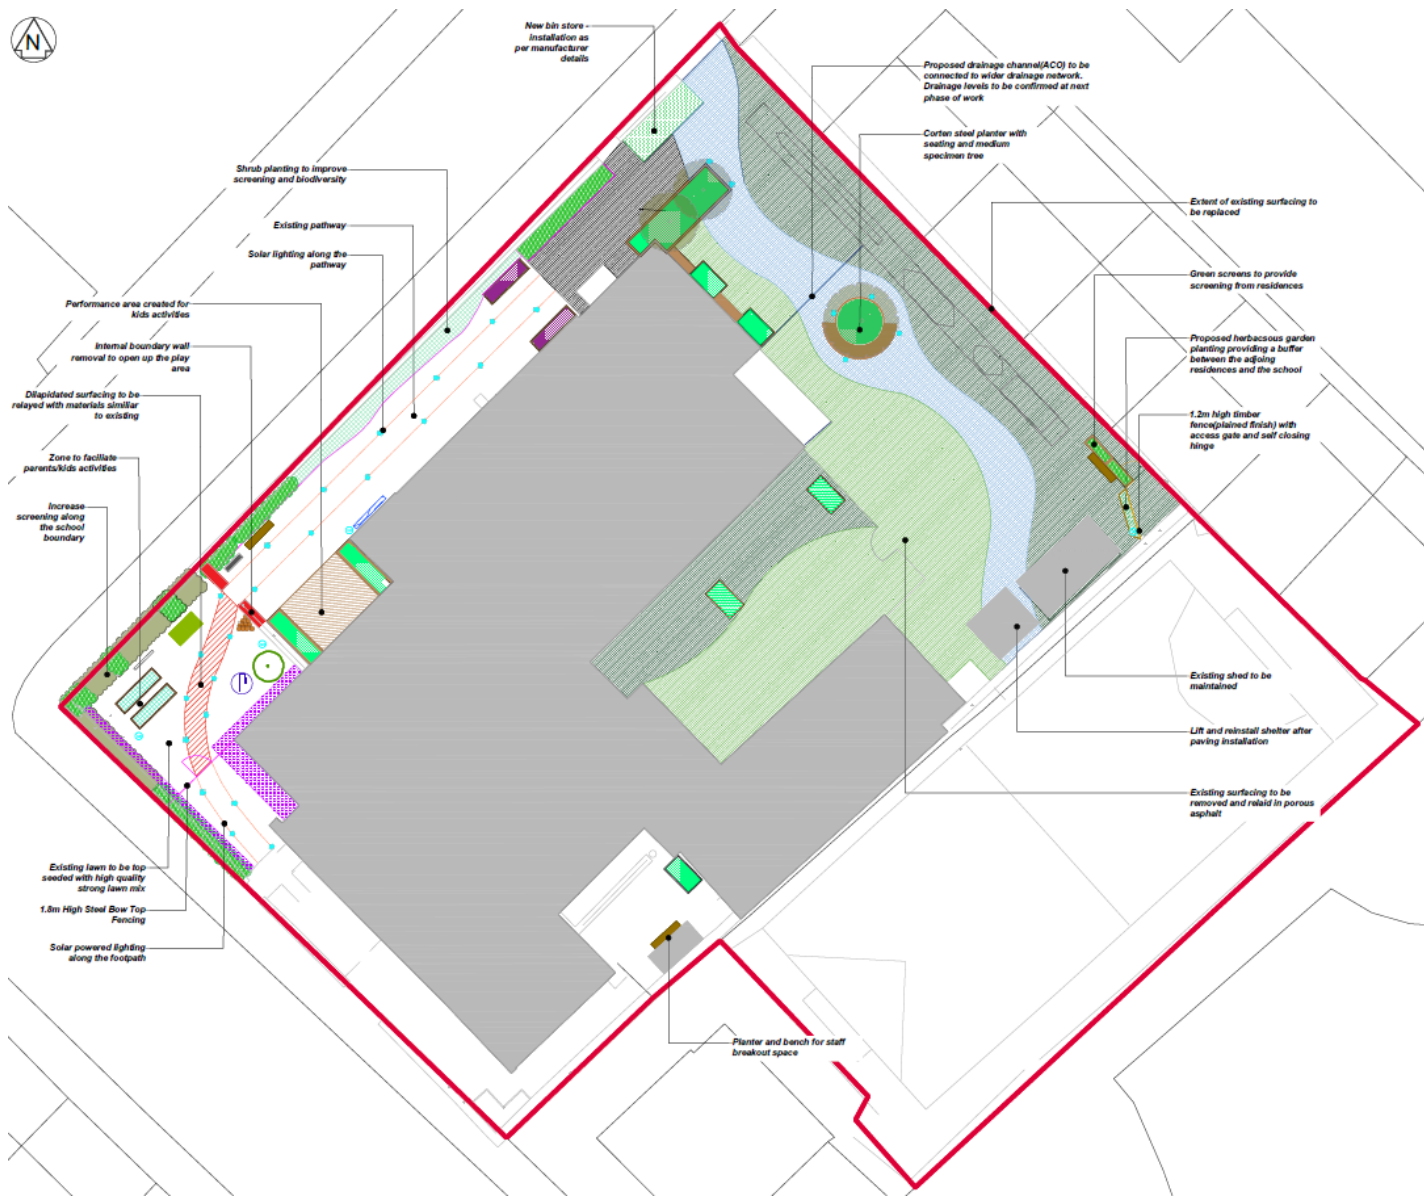 N
New bin store -
installation as
per manufacturer
details
Shrub planting to improve
screening and biodiversity
Existing pathway
Solar lighting along the
pathway
Performance area created for
kids activities
Internal boundary wall
removal to open up the play
area
Dilapidated surfacing to be
relayed with materials similiar
to existing
Zone to faciliate
parents/kids activities
Increase
screening along
the school
boundary
Existing lawn to be top
seeded with high quality
strong lawn mix
1.8m High Steel Bow Top
Fencing
Solar powered lighting
along the footpath
Proposed drainage channel(ACO) to be
connected to wider drainage network.
Drainage levels to be confirmed at next
phase of work
Corten steel planter with
seating and medium
specimen tree
Extent of existing surfacing to
be replaced
Green screens to provide
screening from residences
Proposed herbacsous garden
planting providing a buffer
between the adjoing
residences and the school
1.2m high timber
fence(plained finish) with
access gate and self closing
hinge
Existing shed to be
maintained
Lift and reinstall shelter after
paving installation
Existing surfacing to be
removed and relaid in porous
asphalt
Planter and bench for staff
breakout space